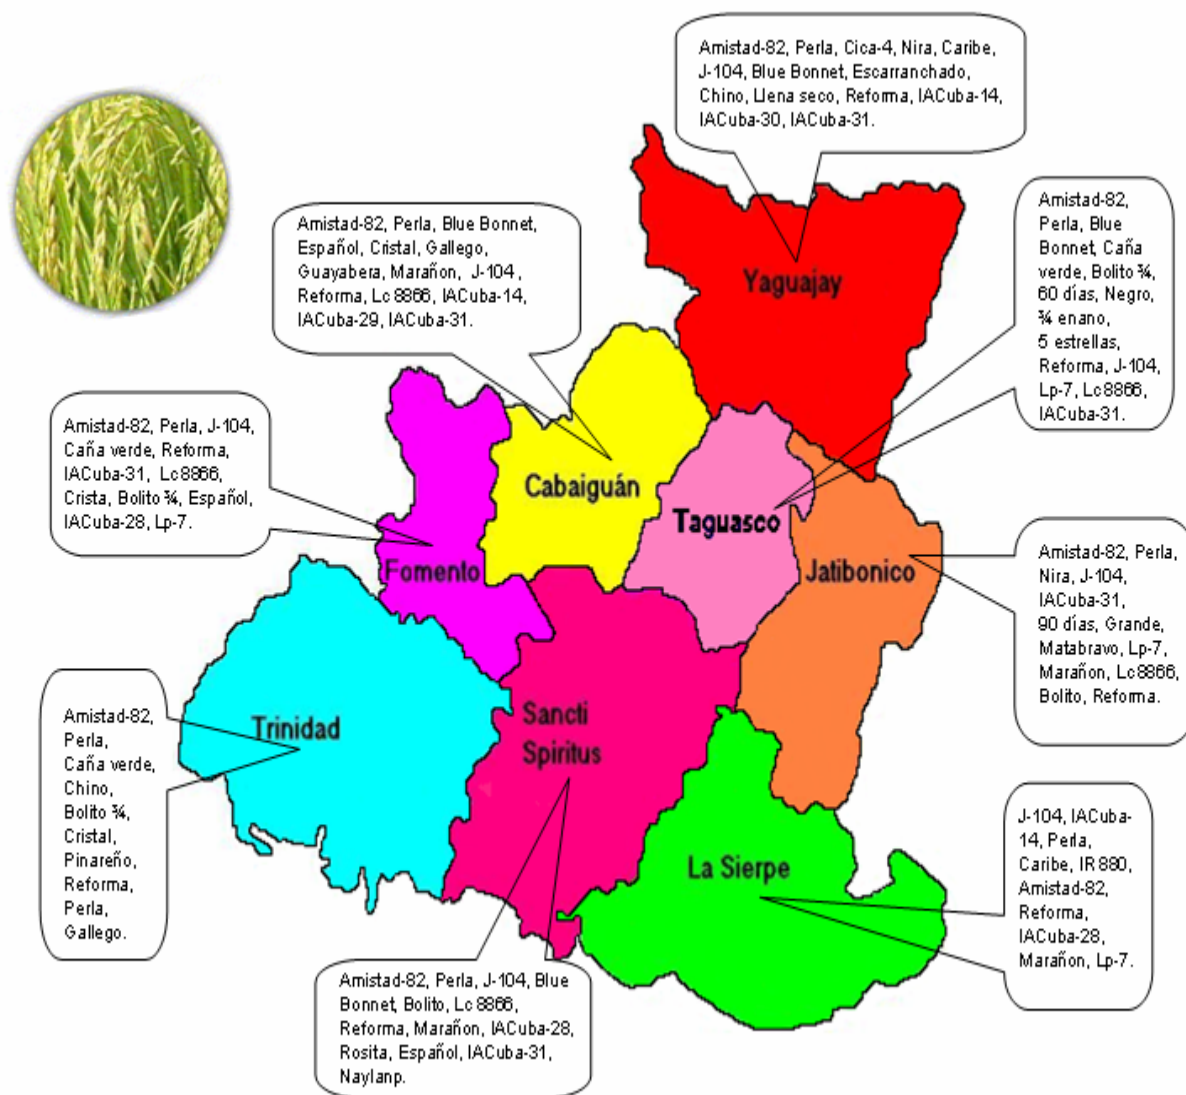 Amistad-82, Perla, Cica-4, Nira, Caribe,
J-104, Blue Bonnet, Escarranchado,
Chino, Llena seco, Reforma, IACuba-14,
IACuba-30, IACuba-31.
Amistad-82,
Perla, Blue
Bonnet, Caña
verde, Bolito ¾,
60 días, Negro,
¾ enano,
5 estrellas,
Reforma, J-104,
Lp-7, Lc8866,
IACuba-31.
Amistad-82, Perla, Blue Bonnet,
Español, Cristal, Gallego,
Guayabera, Marañon, J-104,
Reforma, Lc 8866, IACuba-14,
IACuba-29, IACuba-31.
Yaguajay
Amistad-82, Perla, J-104,
Caña verde, Reforma,
IACuba-31, Lc8866,
Crista, Bolito ¾, Español,
IACuba-28, Lp-7.
Cabaiguán
Taguasco
Fomento
Jatibonico
Amistad-82, Perla,
Nira, J-104,
IACuba-31,
90 días, Grande,
Matabravo, Lp-7,
Marañon, Lc8866,
Bolito, Reforma.
Amistad-82,
Perla,
Caña verde,
Chino,
Bolito ¾,
Cristal,
Pinareño,
Reforma,
Perla,
Gallego.
Trinidad
Sancti
Spiritus
La Sierpe
J-104, IACuba-
14, Perla,
Caribe, IR 880,
Amistad-82,
Reforma,
IACuba-28,
Marañon, Lp-7.
Amistad-82, Perla, J-104, Blue
Bonnet, Bolito, Lc 8866,
Reforma, Marañon, IACuba-28,
Rosita, Español, IACuba-31,
Naylanp.